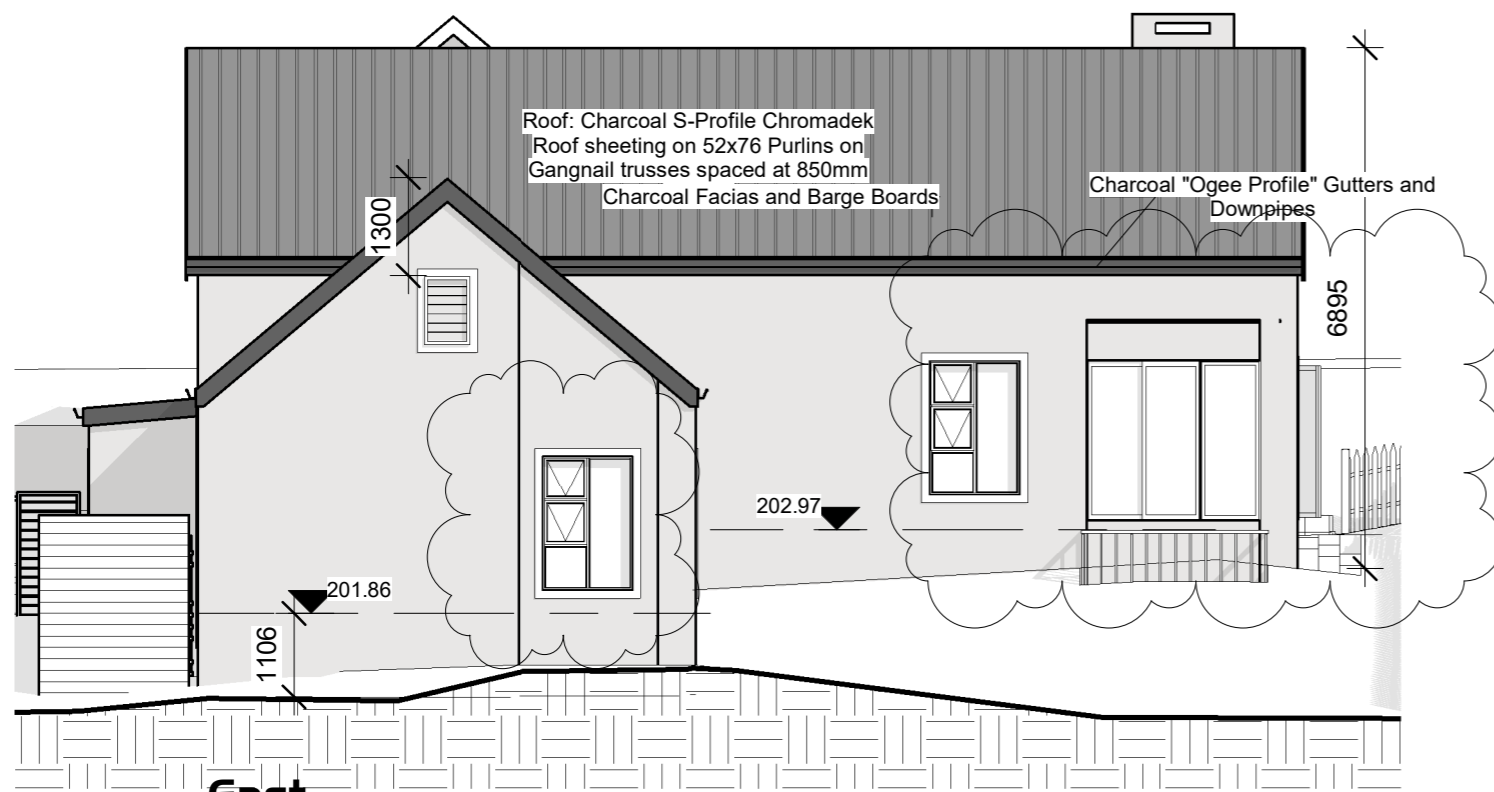 Roof: Charcoal S-Profile Chromadek
Roof sheeting on 52x76 Purlins on
Gangnail trusses spaced at 850mm
Charcoal Facias and Barge Boards
Charcoal "Ogee Profile" Gutters and
Downpipes
1300
6895
202.97
201.86
1106
East